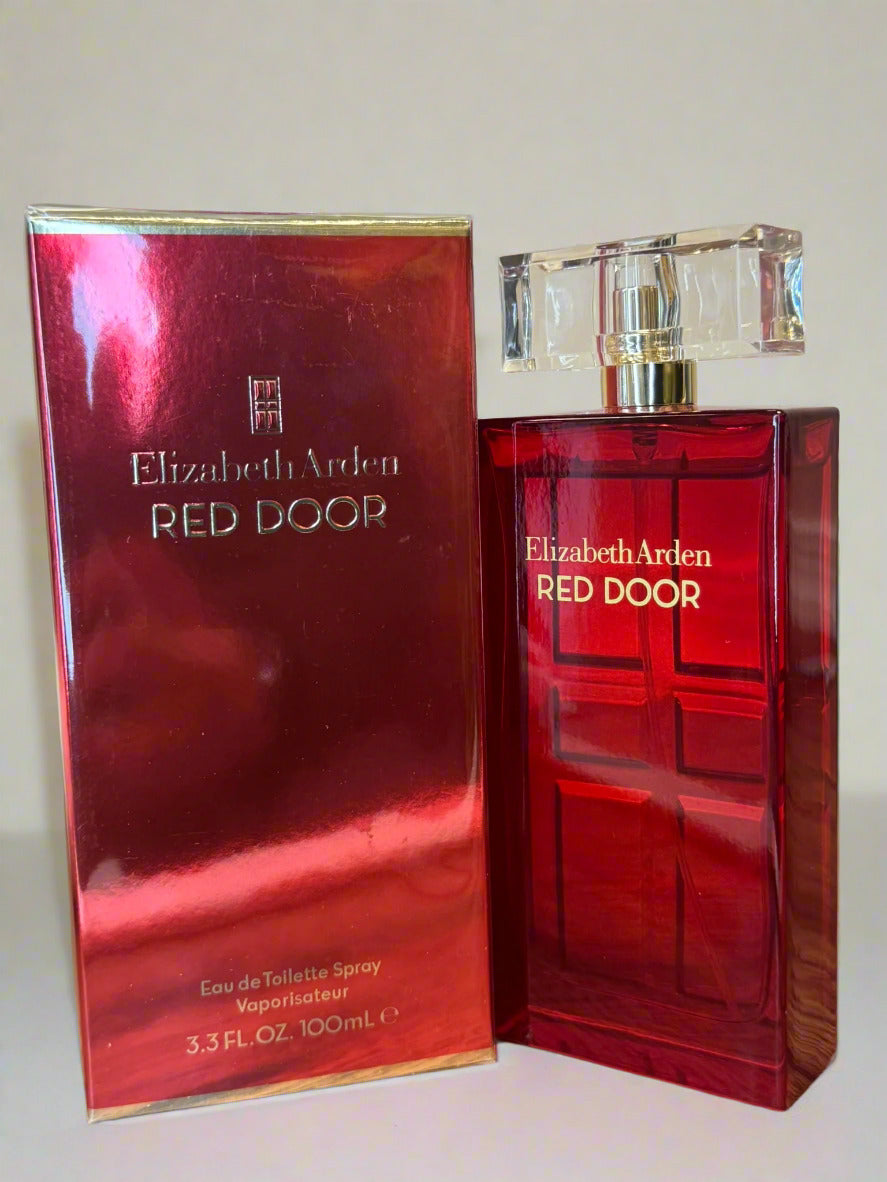 Elizabeth Arden
RED DOOR
Eau de Toilette Spray
Vaporisateur
3.3 FL.OZ. 100mL ℮
Elizabeth Arden
RED DOOR